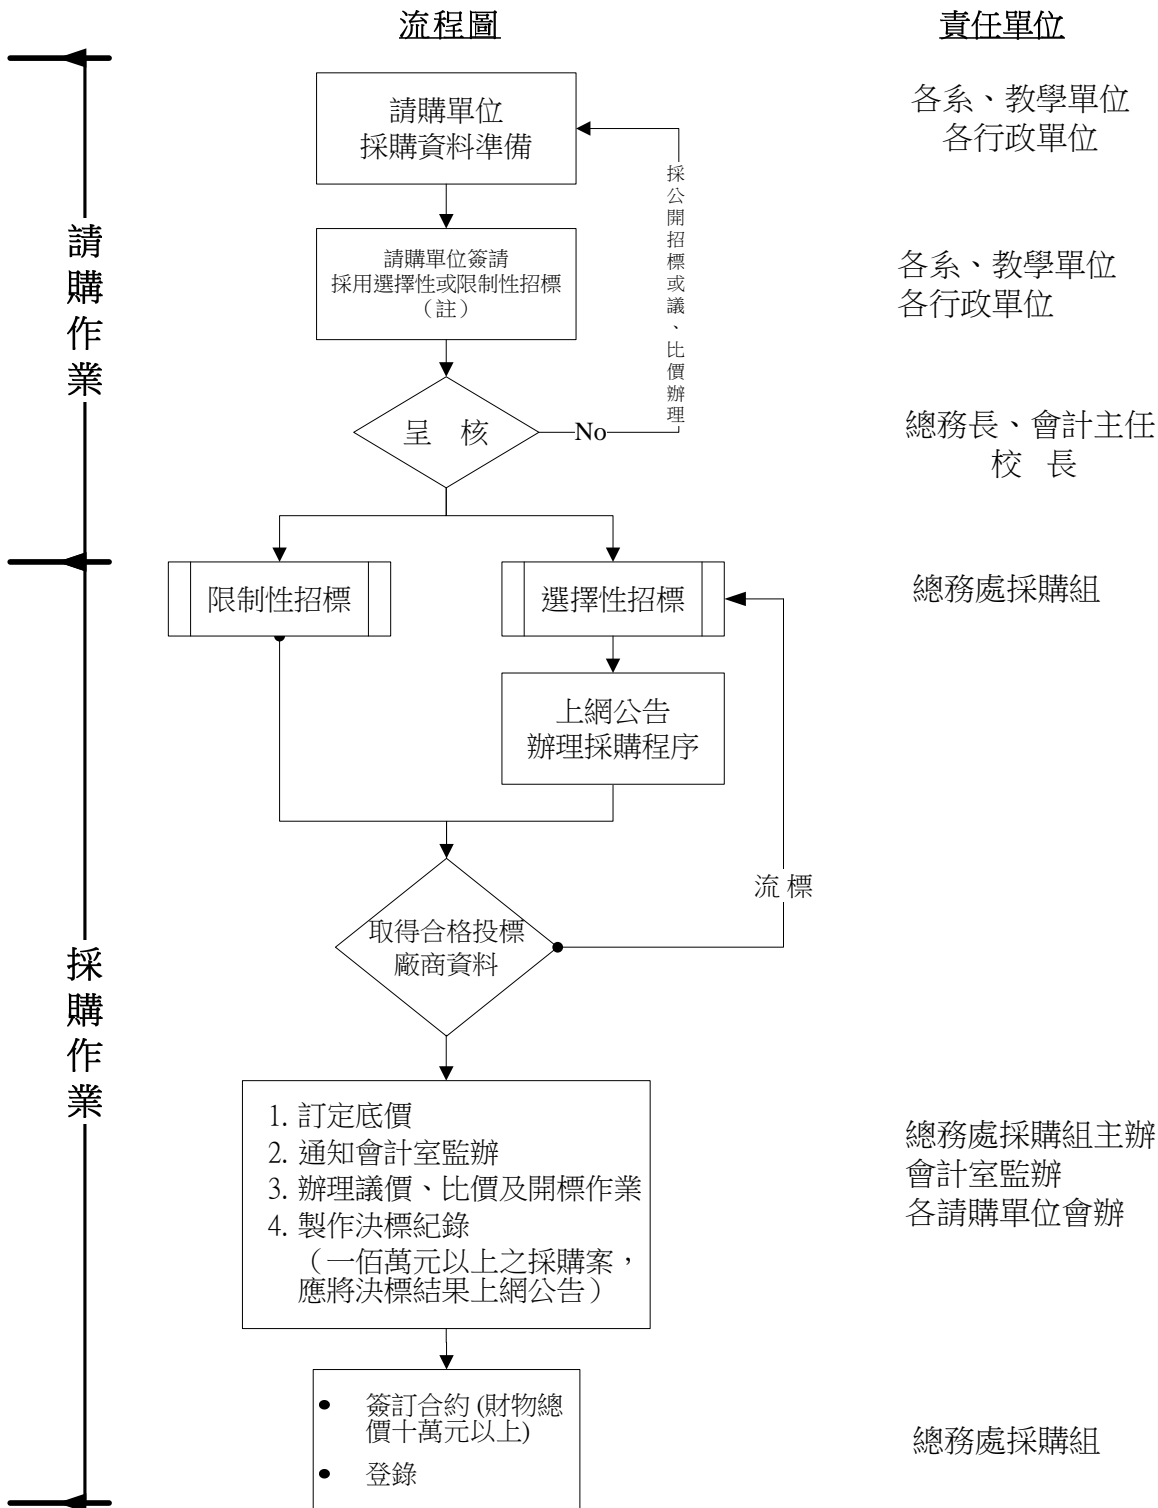 流程圖
責任單位
請購作業
請購單位
採購資料準備
各系、教學單位
各行政單位
採公開招標或議、比價辦理
請購單位簽請
採用選擇性或限制性招標
（註）
各系、教學單位
各行政單位
呈 核
No
總務長、會計主任
校 長
採購作業
限制性招標
選擇性招標
總務處採購組
上網公告
辦理採購程序
流標
取得合格投標
廠商資料
1. 訂定底價
2. 通知會計室監辦
3. 辦理議價、比價及開標作業
4. 製作決標紀錄
（一佰萬元以上之採購案，
應將決標結果上網公告）
總務處採購組主辦
會計室監辦
各請購單位會辦
• 簽訂合約 (財物總
價十萬元以上)
• 登錄
總務處採購組